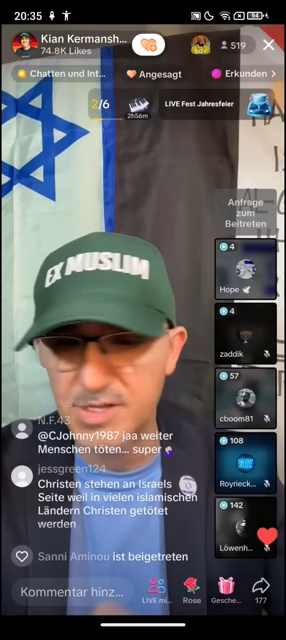 20:35
94
Kian Kermansh...
74.8K Likes
60+
519
Chatten und Int...
Angesagt
Erkunden >
2/6
2h56m
LIVE Fest Jahresfeier
Anfrage
zum
Beitreten
EX MUSLIM
4
Hope
4
zaddik
57
cboom81
108
Royrieck...
142
Löwenh...
N.F.43
@CJohnny1987 jaa weiter
Menschen töten... super
jessgreen124
Christen stehen an Israels
Seite weil in vielen islamischen
Ländern Christen getötet
werden
Sanni Aminou ist beigetreten
Kommentar hinz...
LIVE mi...
Rose
Gesche...
177